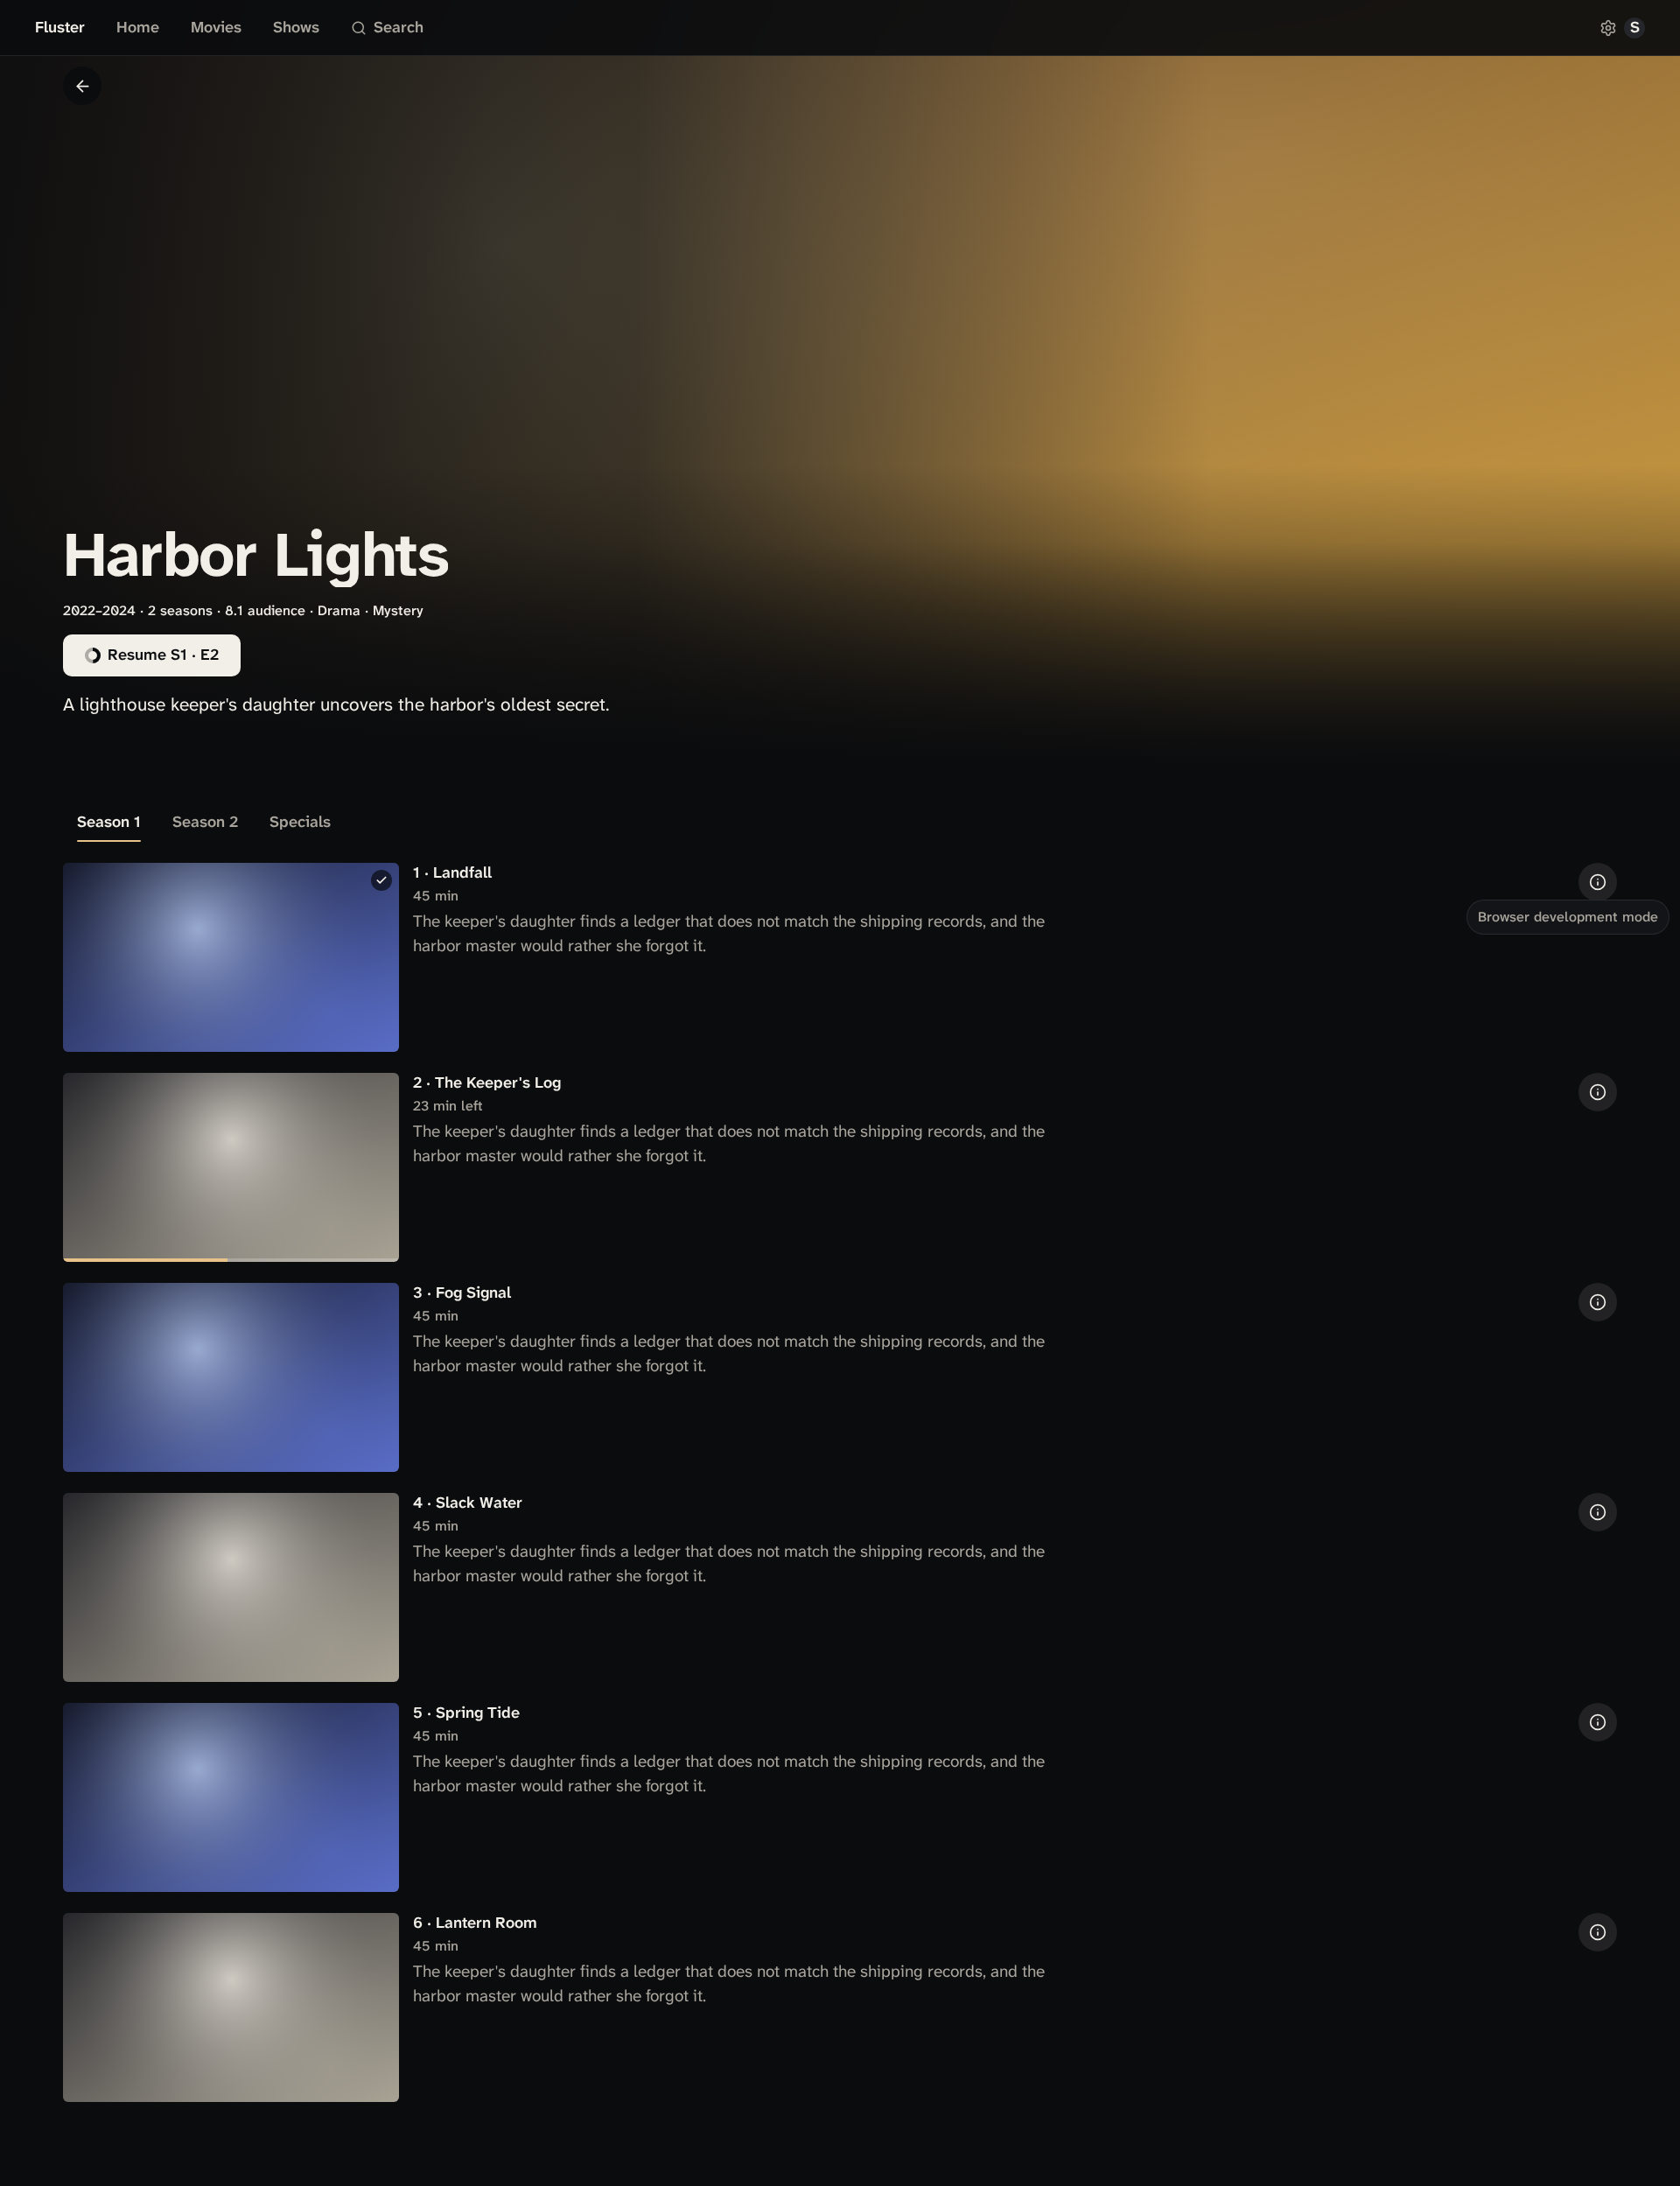 Fluster Home Movies Shows Search S
Harbor Lights
2022–2024 · 2 seasons · 8.1 audience · Drama · Mystery
Resume S1 · E2
A lighthouse keeper's daughter uncovers the harbor's oldest secret.
Season 1 Season 2 Specials
1 · Landfall
45 min
The keeper's daughter finds a ledger that does not match the shipping records, and the
harbor master would rather she forgot it.
Browser development mode
2 · The Keeper's Log
23 min left
The keeper's daughter finds a ledger that does not match the shipping records, and the
harbor master would rather she forgot it.
3 · Fog Signal
45 min
The keeper's daughter finds a ledger that does not match the shipping records, and the
harbor master would rather she forgot it.
4 · Slack Water
45 min
The keeper's daughter finds a ledger that does not match the shipping records, and the
harbor master would rather she forgot it.
5 · Spring Tide
45 min
The keeper's daughter finds a ledger that does not match the shipping records, and the
harbor master would rather she forgot it.
6 · Lantern Room
45 min
The keeper's daughter finds a ledger that does not match the shipping records, and the
harbor master would rather she forgot it.